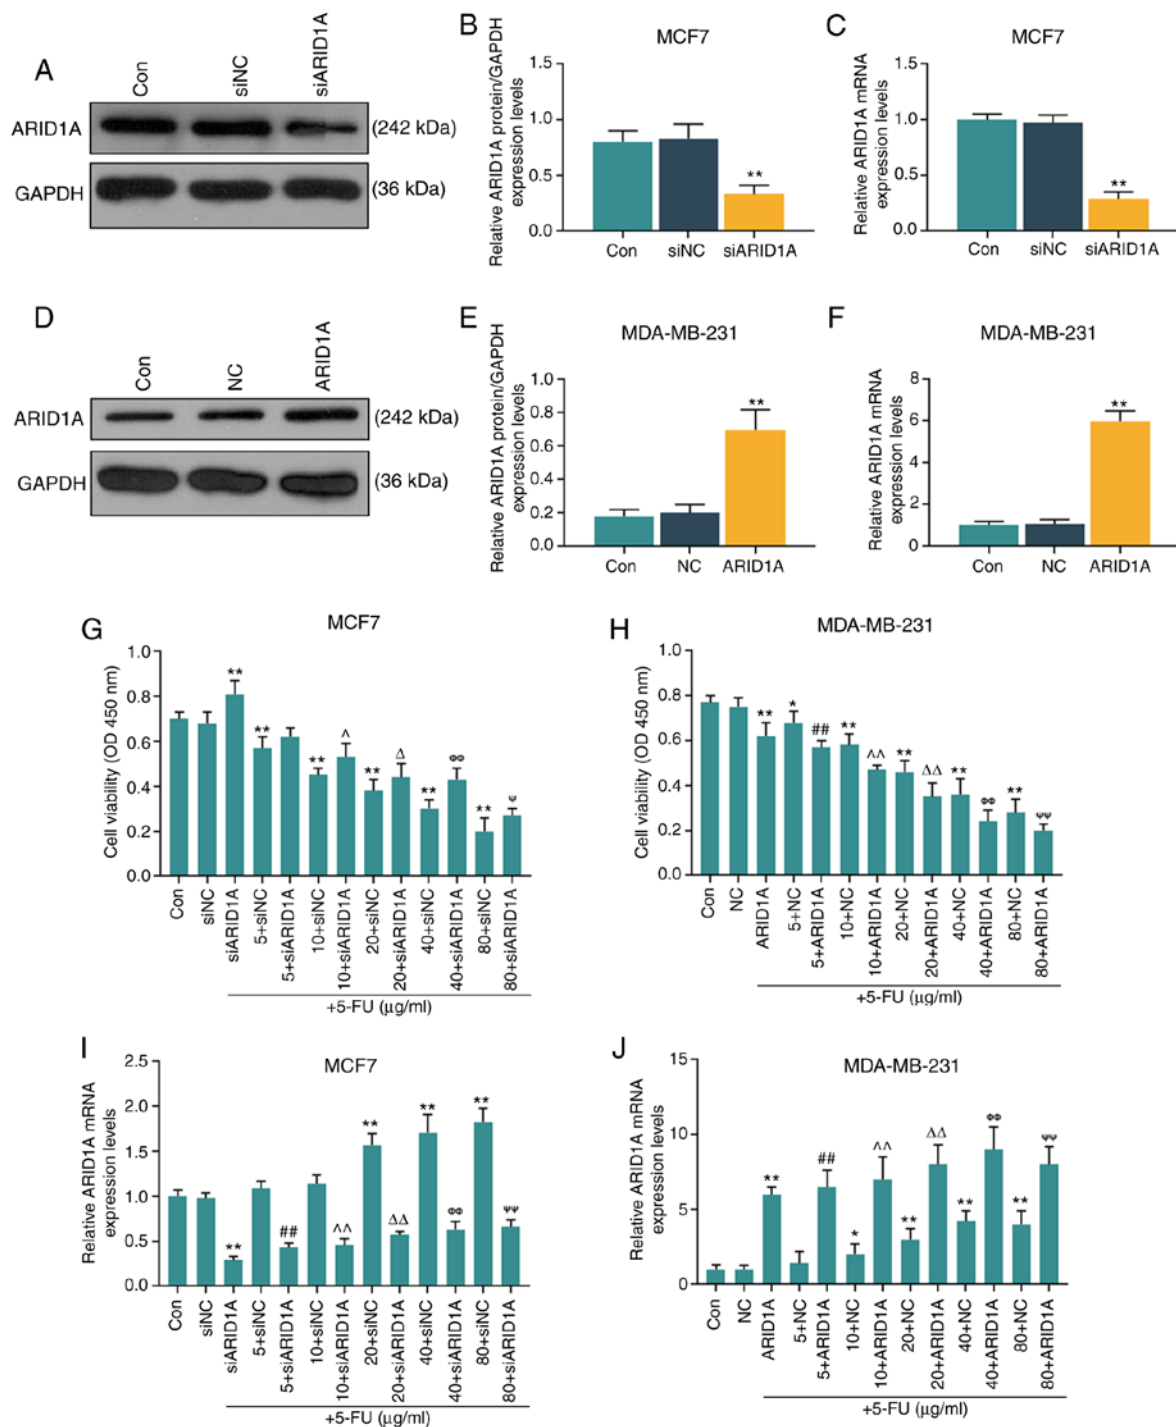 A
Con
siNC
siARID1A
ARID1A
(242 kDa)
GAPDH
(36 kDa)
B
MCF7
Relative ARID1A protein/GAPDH
expression levels
1.5
1.0
0.5
0.0
**
Con
siNC
siARID1A
C
MCF7
Relative ARID1A mRNA
expression levels
1.5
1.0
0.5
0.0
**
Con
siNC
siARID1A
D
Con
NC
ARID1A
ARID1A
(242 kDa)
GAPDH
(36 kDa)
E
MDA-MB-231
Relative ARID1A protein/GAPDH
expression levels
1.0
0.8
0.6
0.4
0.2
0.0
**
Con
NC
ARID1A
F
MDA-MB-231
Relative ARID1A mRNA
expression levels
8
6
4
2
0
**
Con
NC
ARID1A
G
MCF7
Cell viability (OD 450 nm)
1.0
0.8
0.6
0.4
0.2
0.0
**
**
**
^
**
Δ
**
ΦΦ
**
Ψ
Con
siNC
siARID1A
5+siNC
5+siARID1A
10+siNC
10+siARID1A
20+siNC
20+siARID1A
40+siNC
40+siARID1A
80+siNC
80+siARID1A
+5-FU (µg/ml)
H
MDA-MB-231
Cell viability (OD 450 nm)
1.0
0.8
0.6
0.4
0.2
0.0
**
*
##
**
^^
**
ΔΔ
**
ΦΦ
**
ΨΨ
Con
NC
ARID1A
5+NC
5+ARID1A
10+NC
10+ARID1A
20+NC
20+ARID1A
40+NC
40+ARID1A
80+NC
80+ARID1A
+5-FU (µg/ml)
I
MCF7
Relative ARID1A mRNA
expression levels
2.5
2.0
1.5
1.0
0.5
0.0
**
##
^^
**
ΔΔ
**
ΦΦ
**
ΨΨ
Con
siNC
siARID1A
5+siNC
5+siARID1A
10+siNC
10+siARID1A
20+siNC
20+siARID1A
40+siNC
40+siARID1A
80+siNC
80+siARID1A
+5-FU (µg/ml)
J
MDA-MB-231
Relative ARID1A mRNA
expression levels
15
10
5
0
**
##
*
^^
**
ΔΔ
**
ΦΦ
**
ΨΨ
Con
NC
ARID1A
5+NC
5+ARID1A
10+NC
10+ARID1A
20+NC
20+ARID1A
40+NC
40+ARID1A
80+NC
80+ARID1A
+5-FU (µg/ml)